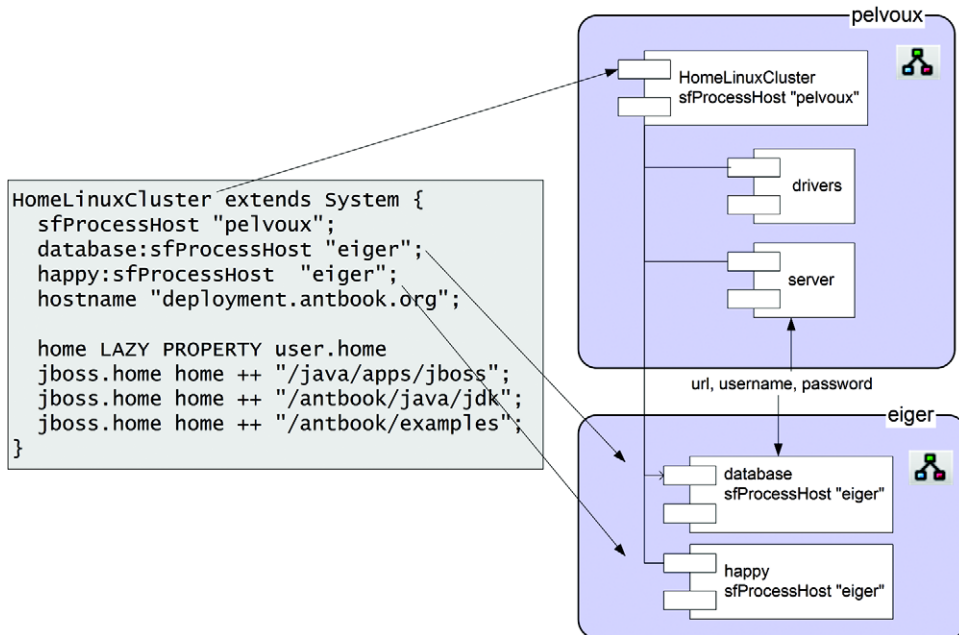 pelvoux
HomeLinuxCluster
sfProcessHost "pelvoux"
drivers
server
HomeLinuxCluster extends System {
sfProcessHost "pelvoux";
database:sfProcessHost "eiger";
happy:sfProcessHost "eiger";
hostname "deployment.antbook.org";
home LAZY PROPERTY user.home
jboss.home home ++ "/java/apps/jboss";
jboss.home home ++ "/antbook/java/jdk";
jboss.home home ++ "/antbook/examples";
}
url, username, password
eiger
database
sfProcessHost "eiger"
happy
sfProcessHost "eiger"